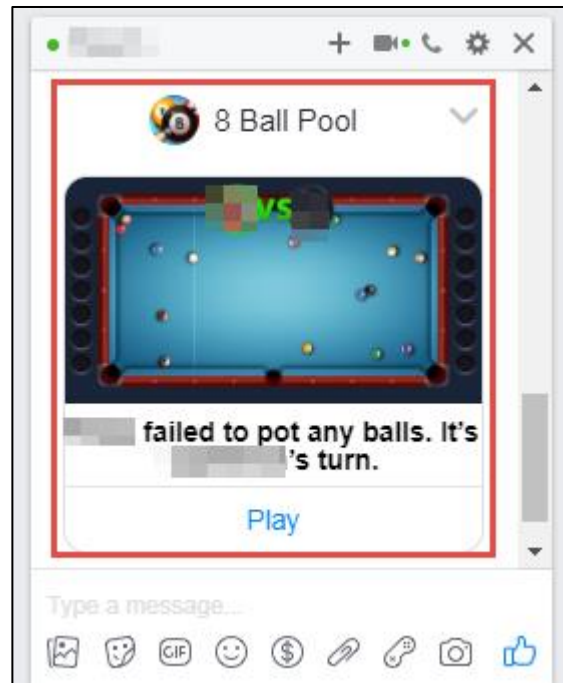 8 Ball Pool
vs
failed to pot any balls. It's
's turn.
Play
Type a message...
GIF
$